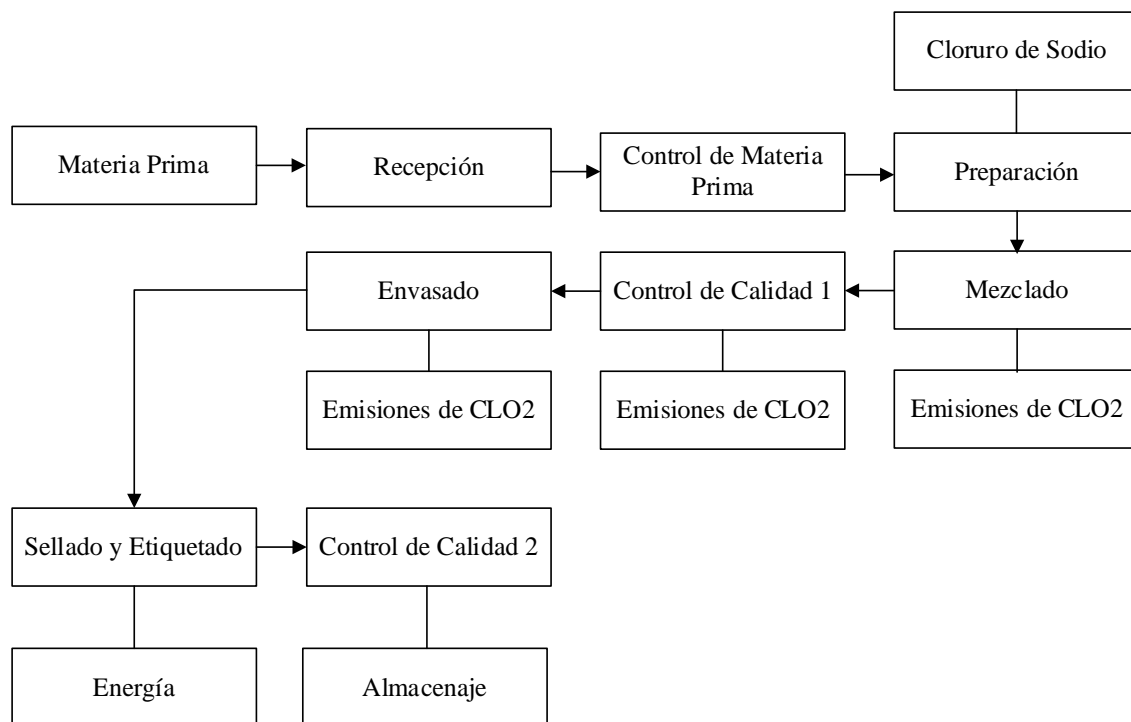 Cloruro de Sodio
Materia Prima
Recepción
Control de Materia
Prima
Preparación
Envasado
Control de Calidad 1
Mezclado
Emisiones de CLO2
Emisiones de CLO2
Emisiones de CLO2
Sellado y Etiquetado
Control de Calidad 2
Energía
Almacenaje